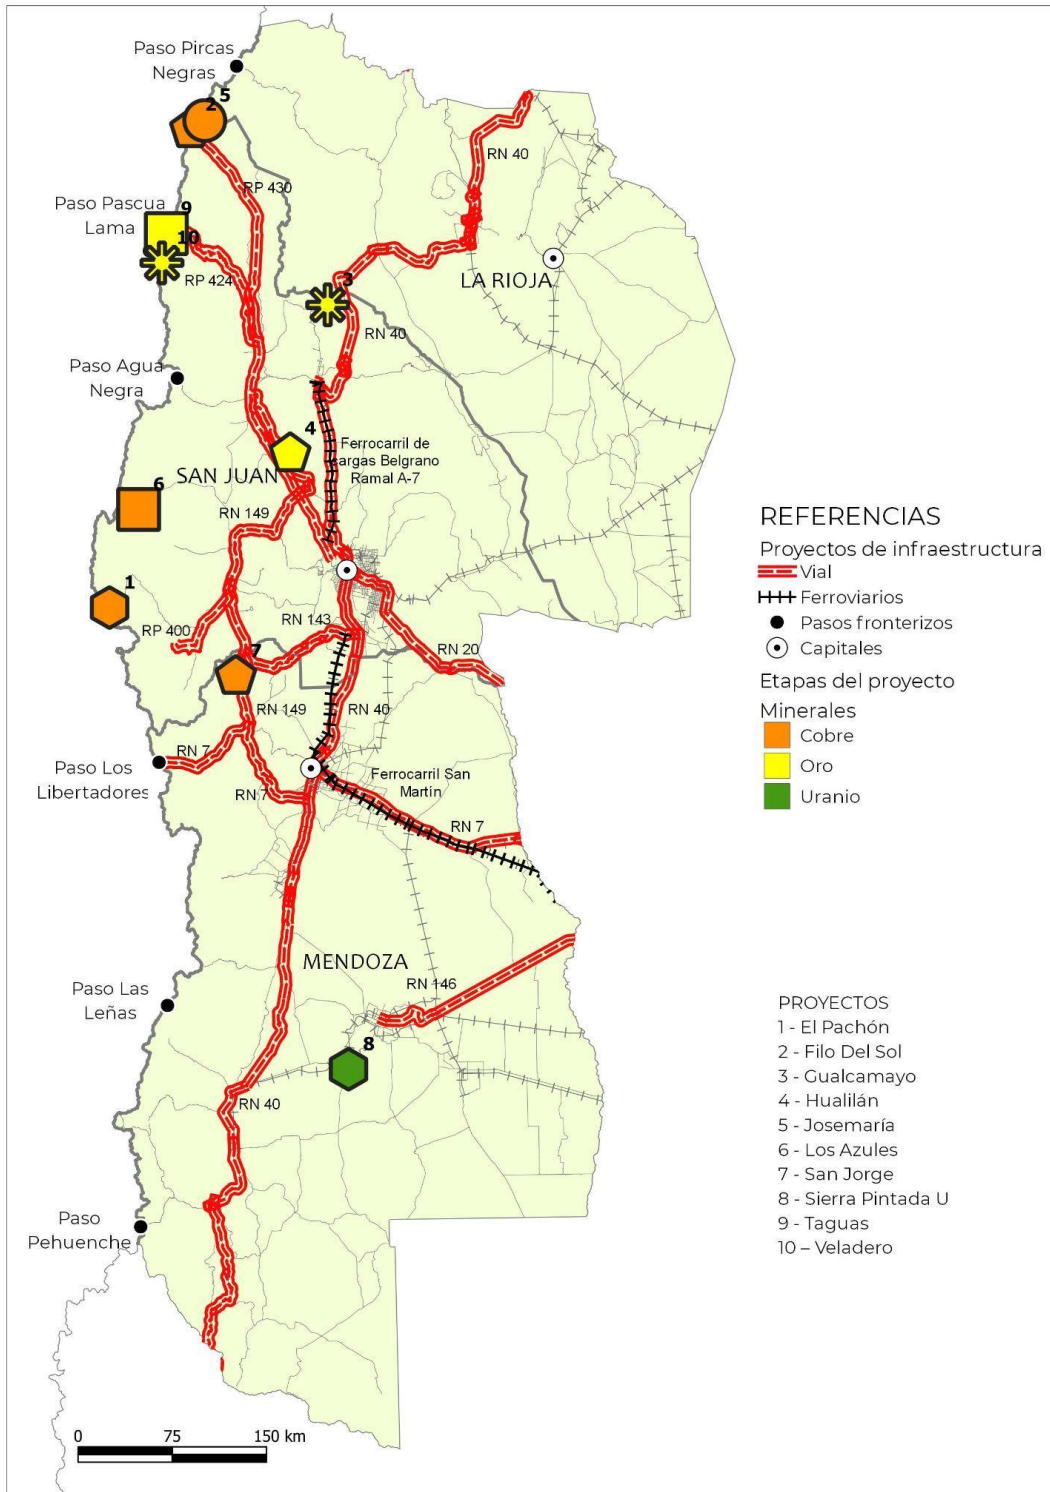 Paso Pircas
Negras
5
2
RN 40
RP 430
Paso Pascua
Lama
9
10
RP 424
3
LA RIOJA
RN 40
Paso Agua
Negra
4
Ferrocarril de
cargas Belgrano
Ramal A-7
SAN JUAN
6
RN 149
1
RN 143
RP 400
7
RN 20
RN 149
RN 40
RN 7
Paso Los
Libertadores
Ferrocarril San
Martín
RN 7
RN 7
MENDOZA
RN 146
Paso Las
Leñas
8
RN 40
Paso
Pehuenche
0 75 150 km
REFERENCIAS
Proyectos de infraestructura
Vial
Ferroviarios
Pasos fronterizos
Capitales
Etapas del proyecto
Minerales
Cobre
Oro
Uranio
PROYECTOS
1 - El Pachón
2 - Filo Del Sol
3 - Gualcamayo
4 - Hualilán
5 - Josemaría
6 - Los Azules
7 - San Jorge
8 - Sierra Pintada U
9 - Taguas
10 – Veladero